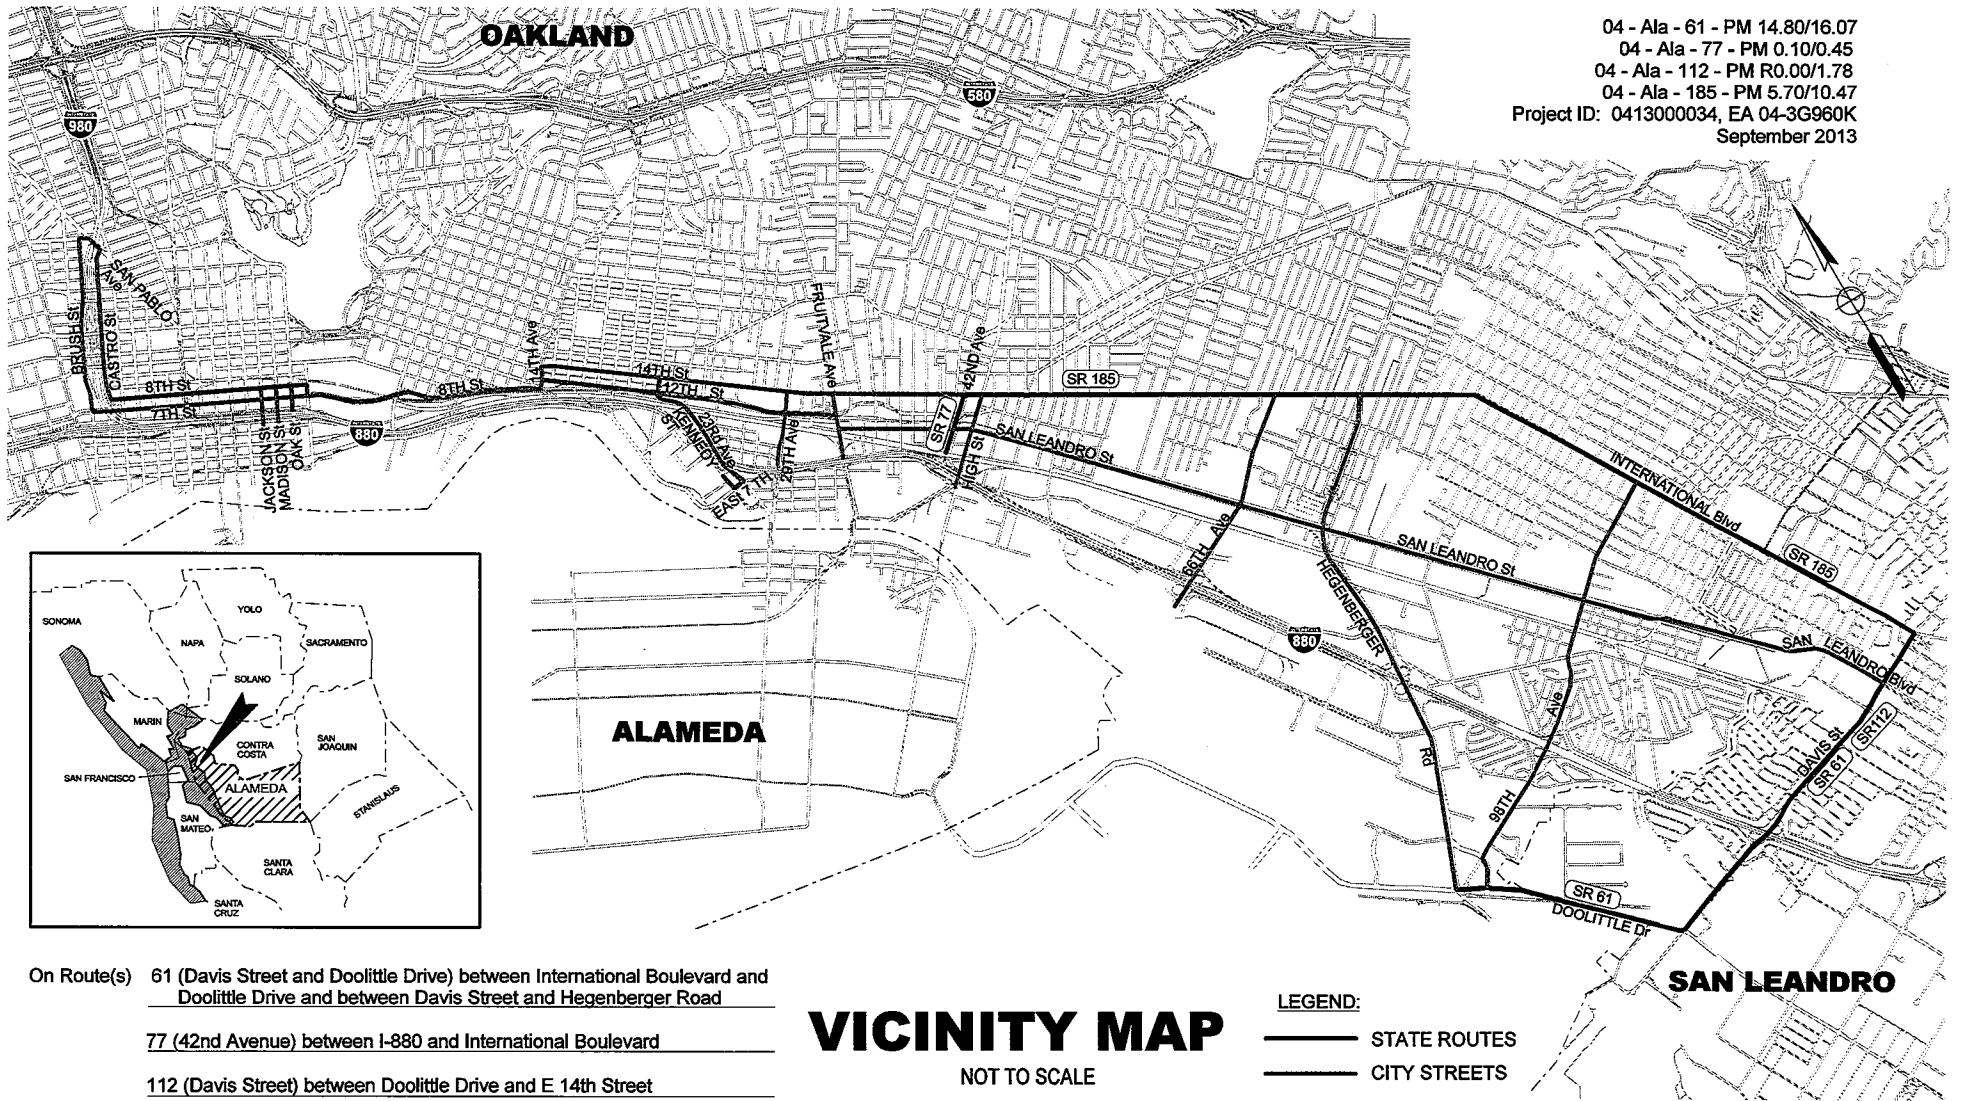 OAKLAND
04 - Ala - 61 - PM 14.80/16.07
04 - Ala - 77 - PM 0.10/0.45
04 - Ala - 112 - PM R0.00/1.78
04 - Ala - 185 - PM 5.70/10.47
Project ID: 0413000034, EA 04-3G960K
September 2013
580
980
SAN PABLO
Ave
BRUSH St
CASTRO St
8TH St
7TH St
JACKSON St
MADISON St
OAK St
880
8TH St
14TH Ave
14TH St
12TH St
23Rd Ave
KENNEDY
St
EAST 7 TH
29TH Ave
FRUITVALE Ave
42ND Ave
SR 77
HIGH St
SR 185
SAN LEANDRO St
INTERNATIONAL Blvd
SR 185
66TH Ave
SAN LEANDRO St
HEGENBERGER
Rd
880
98TH
Ave
SAN LEANDRO Blvd
DAVIS St
SR112
SR 61
SR 61
DOOLITTLE Dr
ALAMEDA
SAN LEANDRO
SONOMA
YOLO
NAPA
SACRAMENTO
SOLANO
MARIN
CONTRA
COSTA
SAN
JOAQUIN
SAN FRANCISCO
ALAMEDA
STANISLAUS
SAN
MATEO
SANTA
CLARA
SANTA
CRUZ
On Route(s) 61 (Davis Street and Doolittle Drive) between International Boulevard and
Doolittle Drive and between Davis Street and Hegenberger Road
77 (42nd Avenue) between I-880 and International Boulevard
112 (Davis Street) between Doolittle Drive and E 14th Street
VICINITY MAP
NOT TO SCALE
LEGEND:
STATE ROUTES
CITY STREETS